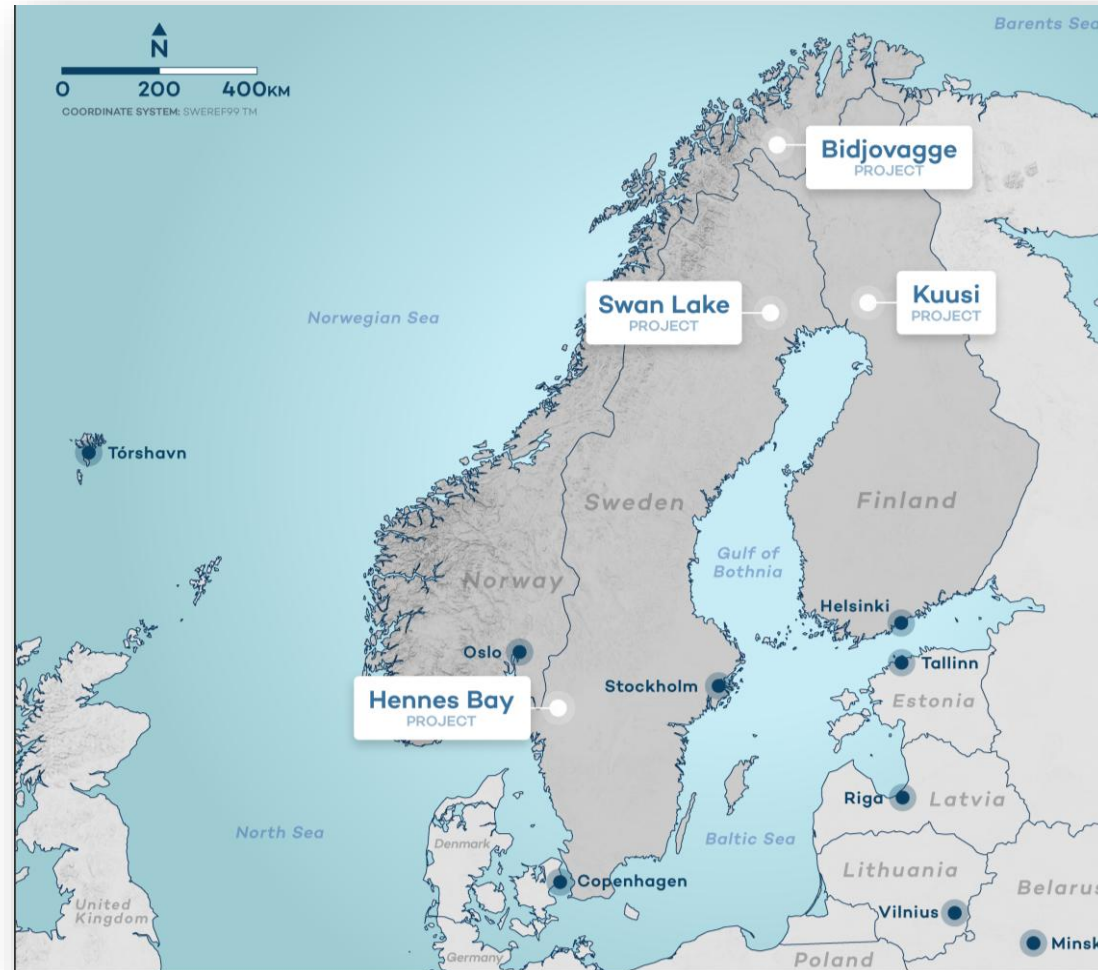 N
0 200 400KM
COORDINATE SYSTEM: SWEREF99 TM
Barents Sea
Bidjovagge
PROJECT
Swan Lake
PROJECT
Kuusi
PROJECT
Norwegian Sea
Tórshavn
Sweden
Finland
Gulf of
Bothnia
Norway
Helsinki
Oslo
Tallinn
Stockholm
Estonia
Hennes Bay
PROJECT
Riga
Latvia
North Sea
Baltic Sea
Denmark
Lithuania
Copenhagen
Belarus
United
Kingdom
Vilnius
Minsk
Germany
Poland